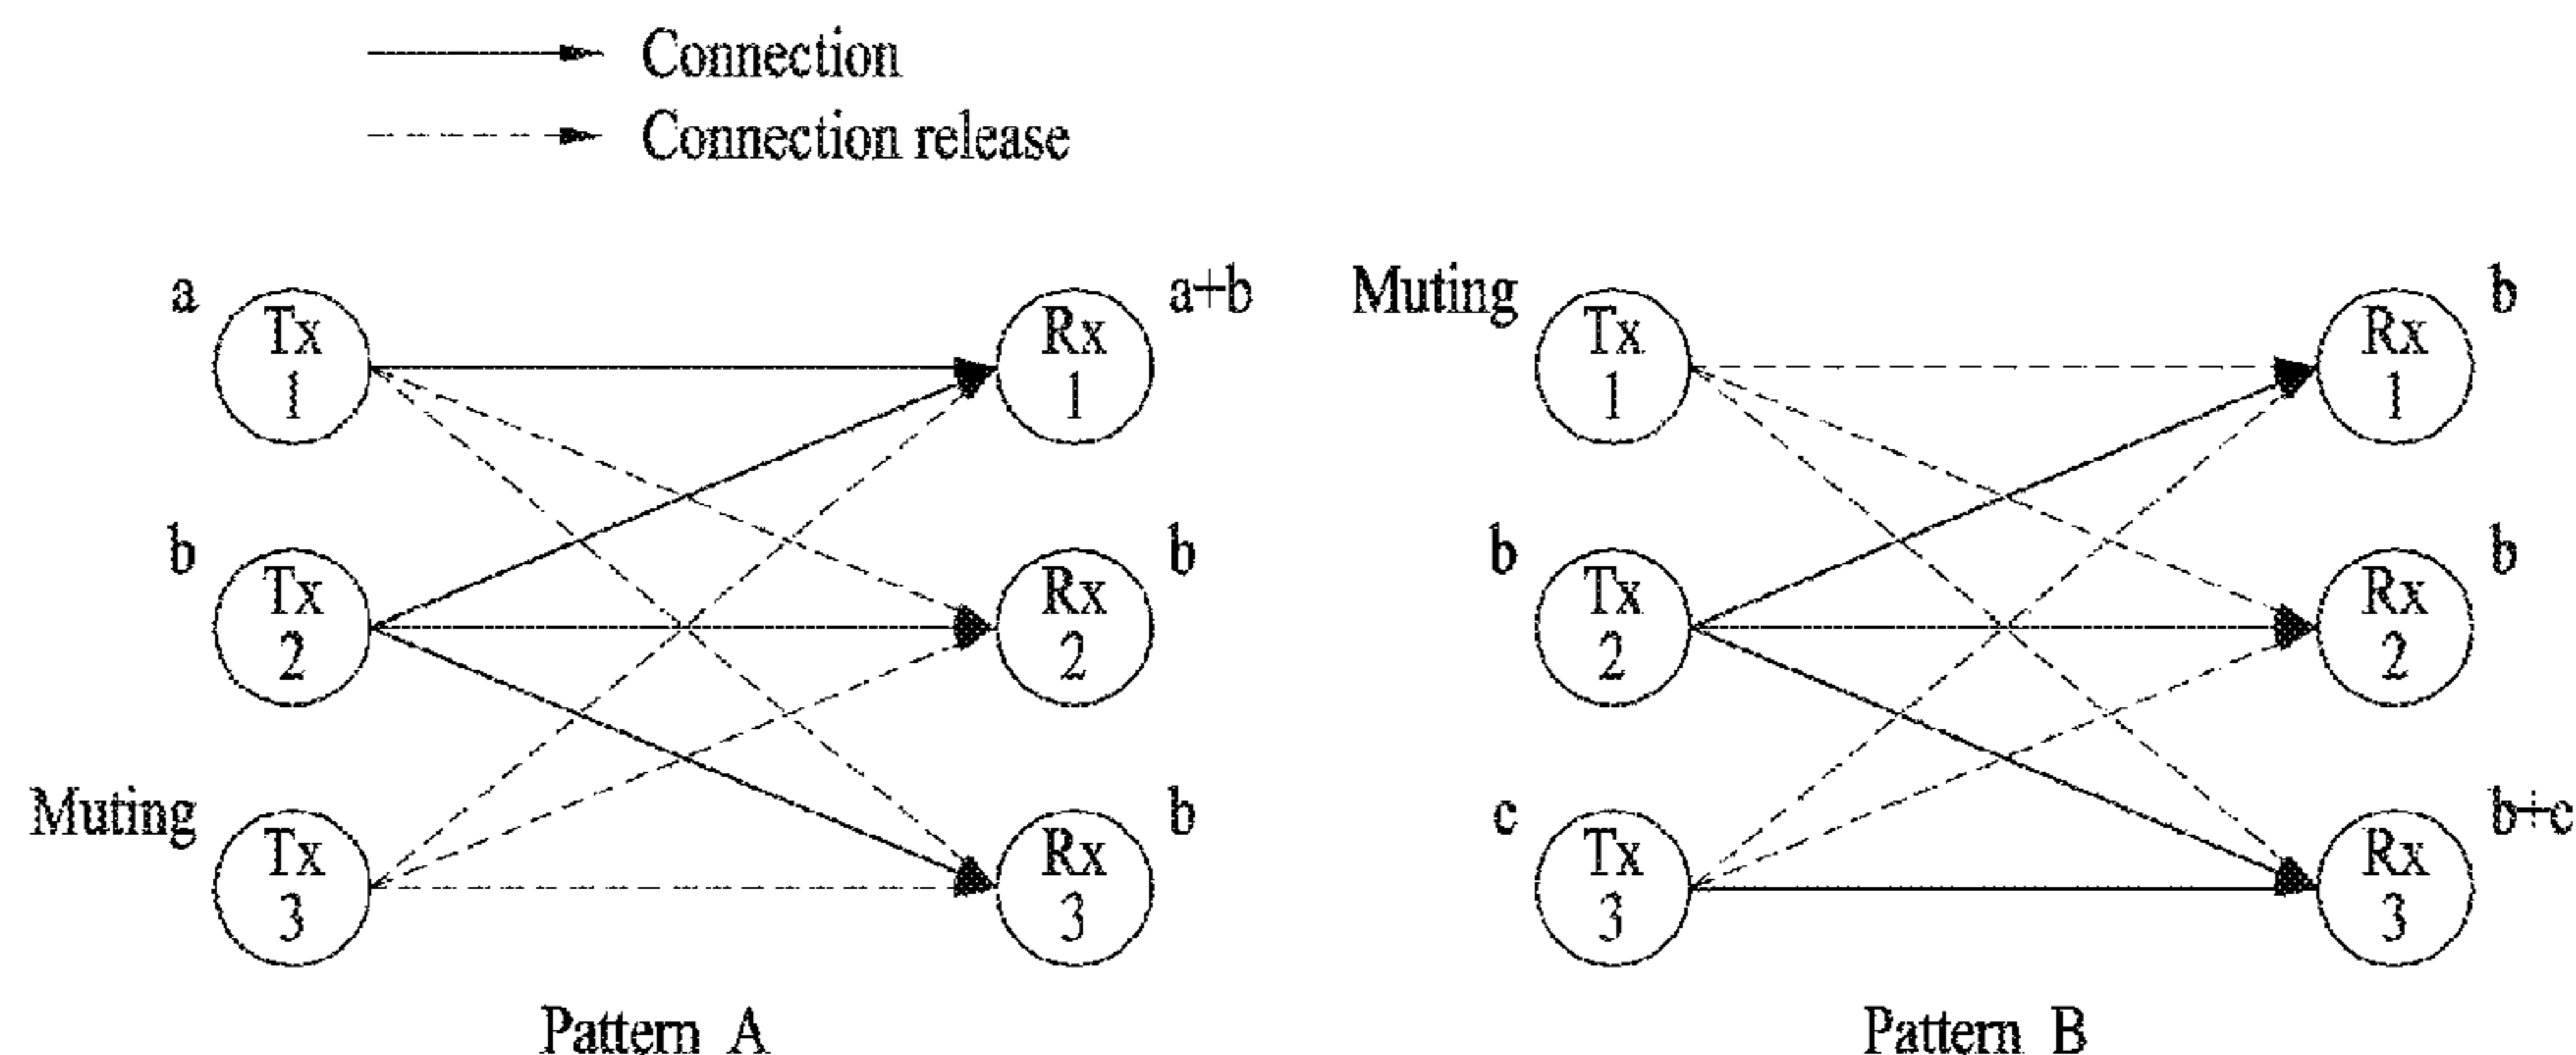 Connection
Connection release
a
Tx
1
Rx
1
a+b
b
Tx
2
Rx
2
b
Muting
Tx
3
Rx
3
b
Pattern A
Muting
Tx
1
Rx
1
b
b
Tx
2
Rx
2
b
c
Tx
3
Rx
3
b+c
Pattern B